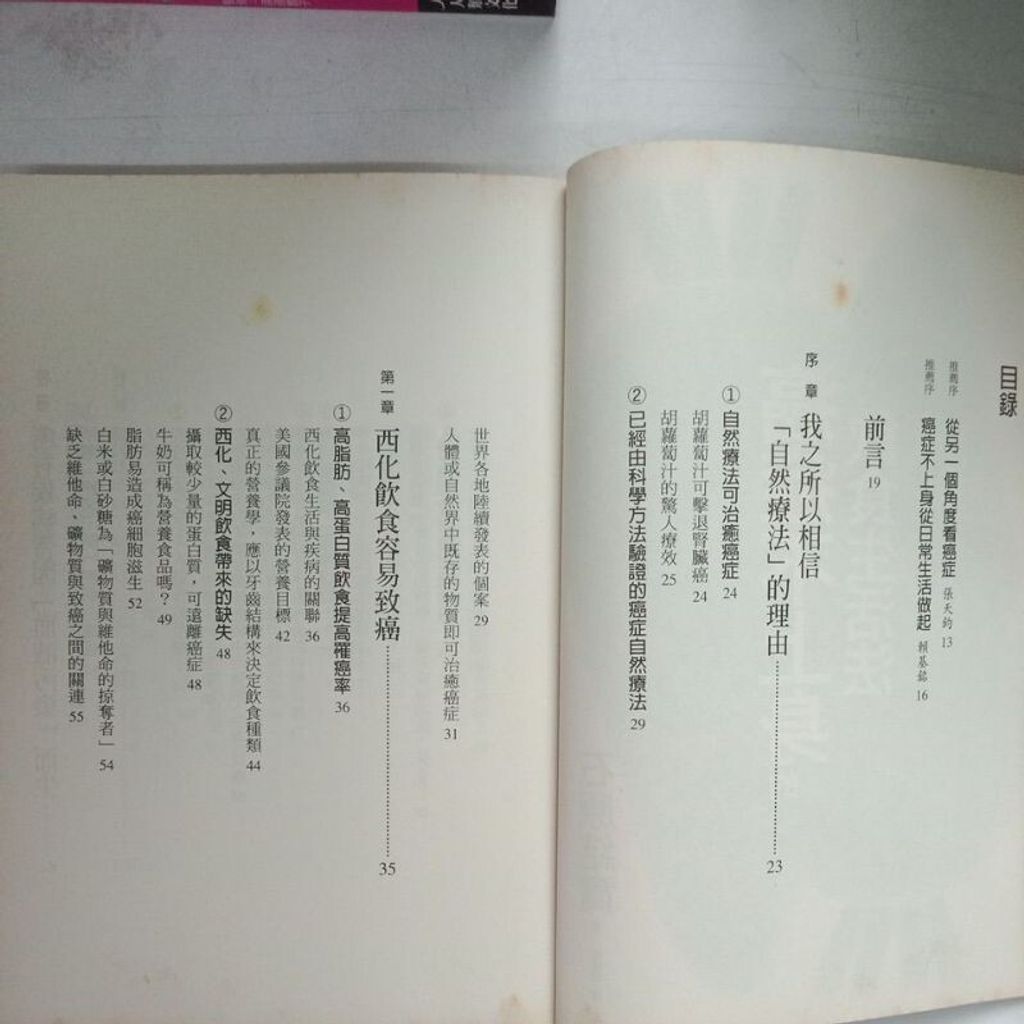 目錄
推薦序 從另一個角度看癌症 張天鈞 13
推薦序 癌症不上身從日常生活做起 賴基銘 16
前言 19
序章 我之所以相信
「自然療法」的理由……23
① 自然療法可治癒癌症 24
胡蘿蔔汁可擊退腎臟癌 24
胡蘿蔔汁的驚人療效 25
② 已經由科學方法驗證的癌症自然療法 29
世界各地陸續發表的個案 29
人體或自然界中既存的物質即可治癒癌症 31
第一章 西化飲食容易致癌……35
① 高脂肪、高蛋白質飲食提高罹癌率 36
西化飲食生活與疾病的關聯 36
美國參議院發表的營養目標 42
真正的營養學，應以牙齒結構來決定飲食種類 44
② 西化、文明飲食帶來的缺失 48
攝取較少量的蛋白質，可遠離癌症 48
牛奶可稱為營養食品嗎？ 49
脂肪易造成癌細胞滋生 52
白米或白砂糖為「礦物質與維他命的掠奪者」 54
缺乏維他命、礦物質與致癌之間的關連 55